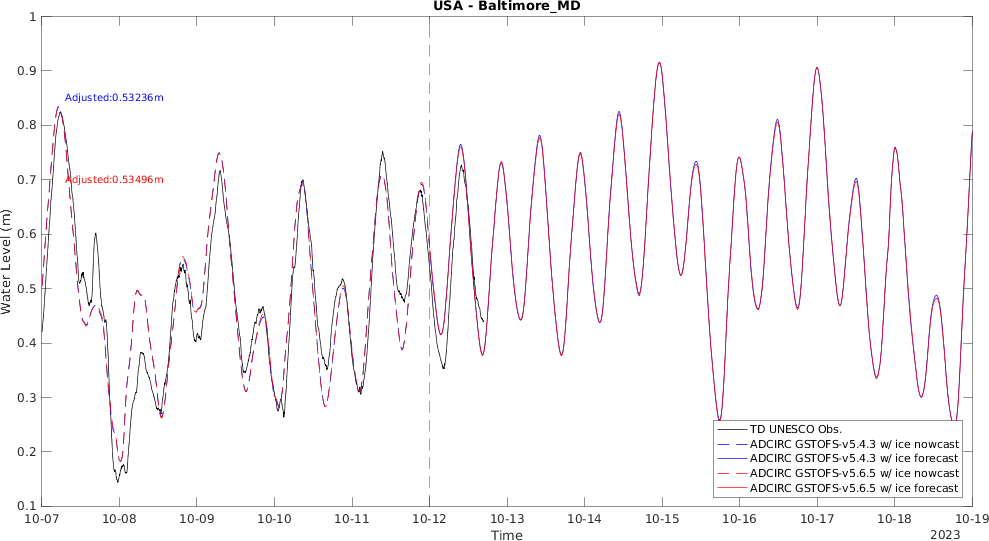 USA - Baltimore_MD
1
0.9
0.8
0.7
0.6
0.5
0.4
0.3
0.2
0.1
Water Level (m)
Adjusted:0.53236m
Adjusted:0.53496m
TD UNESCO Obs.
ADCIRC GSTOFS-v5.4.3 w/ ice nowcast
ADCIRC GSTOFS-v5.4.3 w/ ice forecast
ADCIRC GSTOFS-v5.6.5 w/ ice nowcast
ADCIRC GSTOFS-v5.6.5 w/ ice forecast
10-07 10-08 10-09 10-10 10-11 10-12 10-13 10-14 10-15 10-16 10-17 10-18 10-19
Time
2023